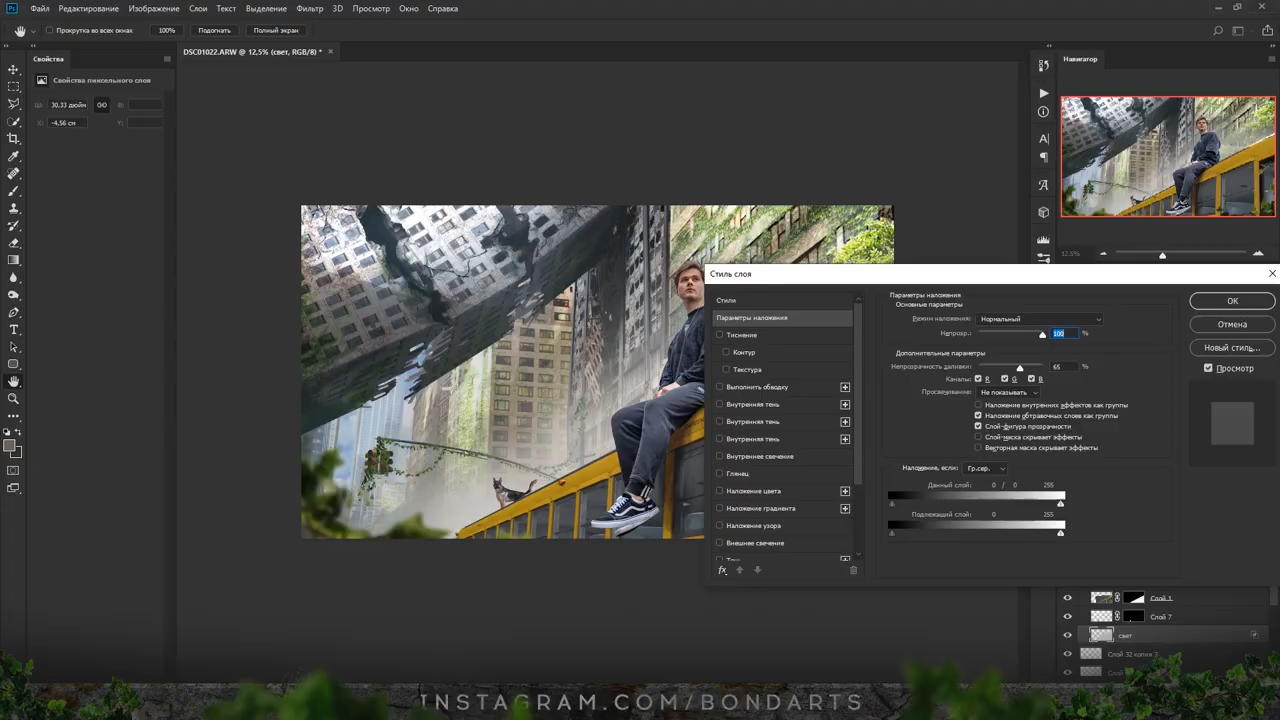 Файл Редактирование Изображение Слои Текст Выделение Фильтр 3D Просмотр Окно Справка
Прокрутка во всех окнах 100% Подогнать Полный экран
Свойства
DSC01022.ARW @ 12,5% (свет, RGB/8) *
Навигатор
Свойства пиксельного слоя
Ш: 30,33 дюйм В:
X: -4,56 см Y:
12,5%
Стиль слоя
Стили
Параметры наложения
Тиснение
Контур
Текстура
Выполнить обводку
Внутренняя тень
Внутренняя тень
Внутренняя тень
Внутреннее свечение
Глянец
Наложение цвета
Наложение градиента
Наложение узора
Внешнее свечение
Тень
fx
Параметры наложения
Основные параметры
Режим наложения: Нормальный
Непрозр.: 100 %
Дополнительные параметры
Непрозрачность заливки: 65 %
Каналы: R G B
Просвечивание: Не показывать
Наложение внутренних эффектов как группы
Наложение обтравочных слоев как группы
Слой-фигура прозрачности
Слой-маска скрывает эффекты
Векторная маска скрывает эффекты
Наложение, если: Гр.сер.
Данный слой: 0 / 0 255
Подлежащий слой: 0 255
OK
Отмена
Новый стиль...
Просмотр
Слой 1
Слой 7
свет
Слой 32 копия 3
INSTAGRAM.COM/BONDARTS